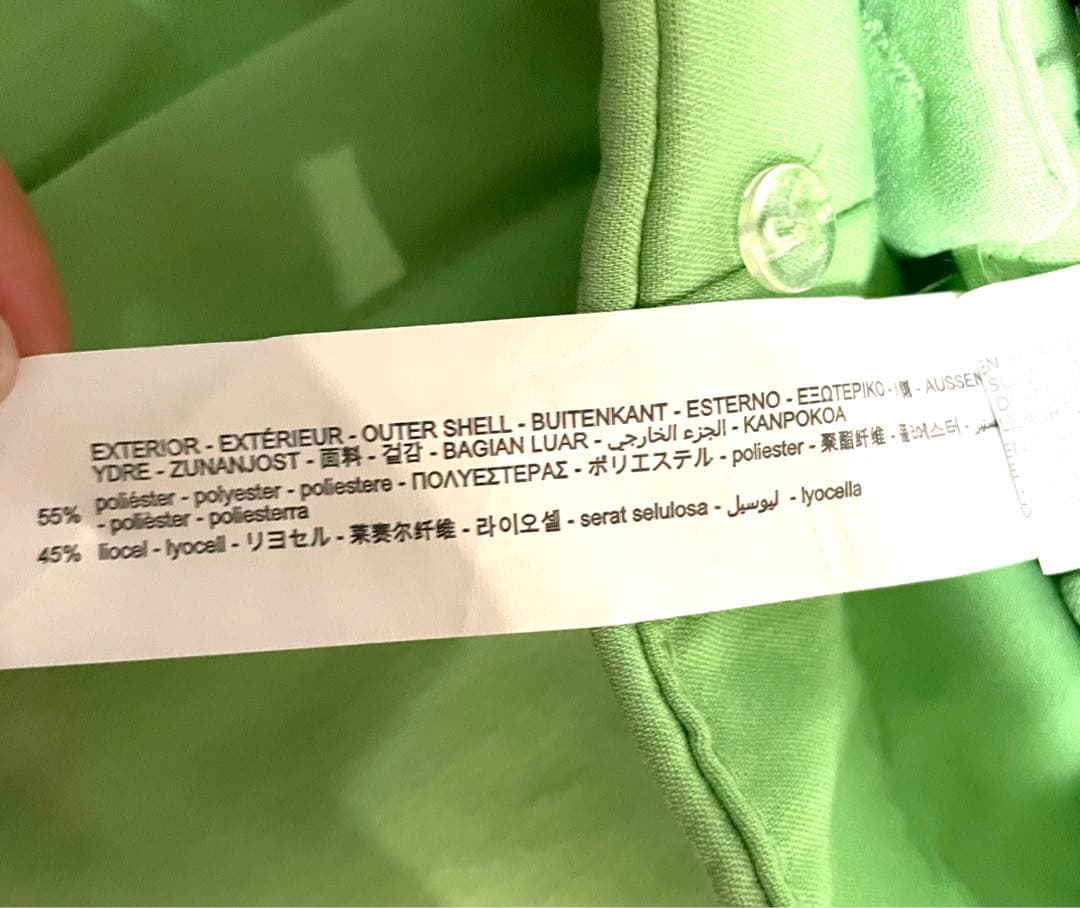 EXTERIOR - EXTÉRIEUR - OUTER SHELL - BUITENKANT - ESTERNO - ΕΞΩΤΕΡΙΚΟ - 側 - AUSSEN
YDRE - ZUNANJOST - 面料 - 겉감 - BAGIAN LUAR - الجزء الخارجي - KANPOKOA
55% poliéster - polyester - poliestere - ΠΟΛΥΕΣΤΕΡΑΣ - ポリエステル - poliester - 聚酯纤维 - 폴리에스터 -
- polièster - poliesterra
45% liocel - lyocell - リヨセル - 莱赛尔纤维 - 라이오셀 - serat selulosa - ليوسيل - lyocella